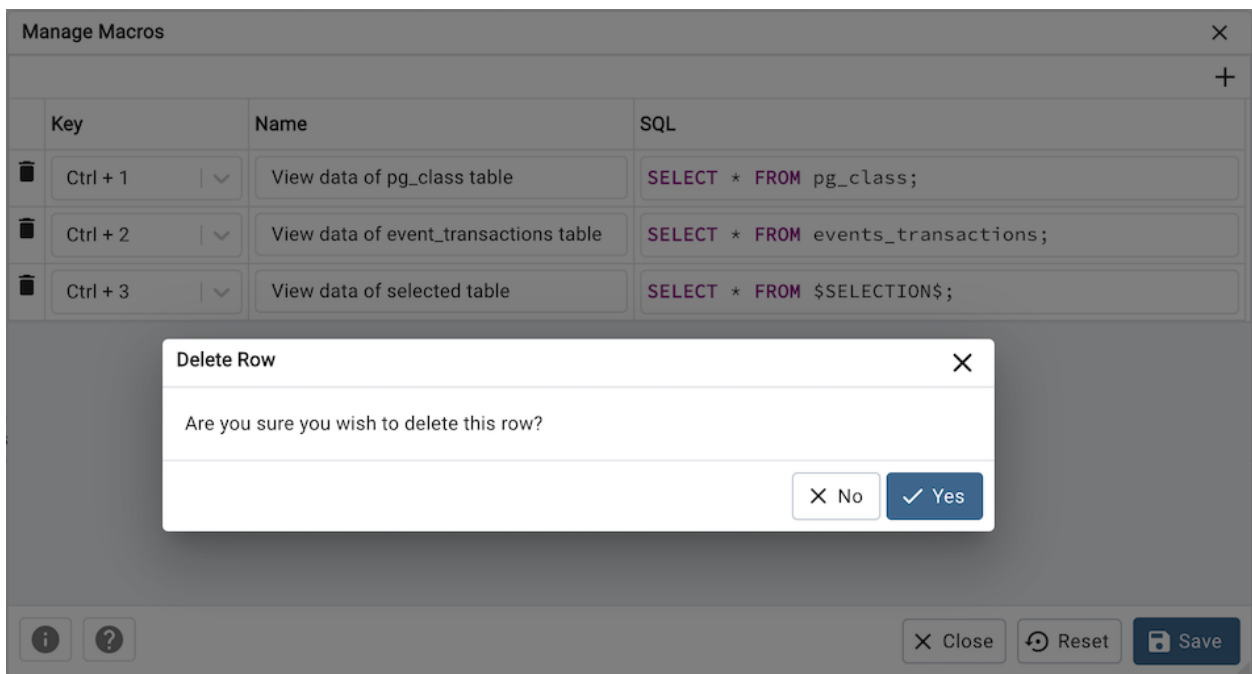 Manage Macros
Key Name SQL
Ctrl + 1 View data of pg_class table SELECT * FROM pg_class;
Ctrl + 2 View data of event_transactions table SELECT * FROM events_transactions;
Ctrl + 3 View data of selected table SELECT * FROM $SELECTION$;
Delete Row
Are you sure you wish to delete this row?
No Yes
Close Reset Save